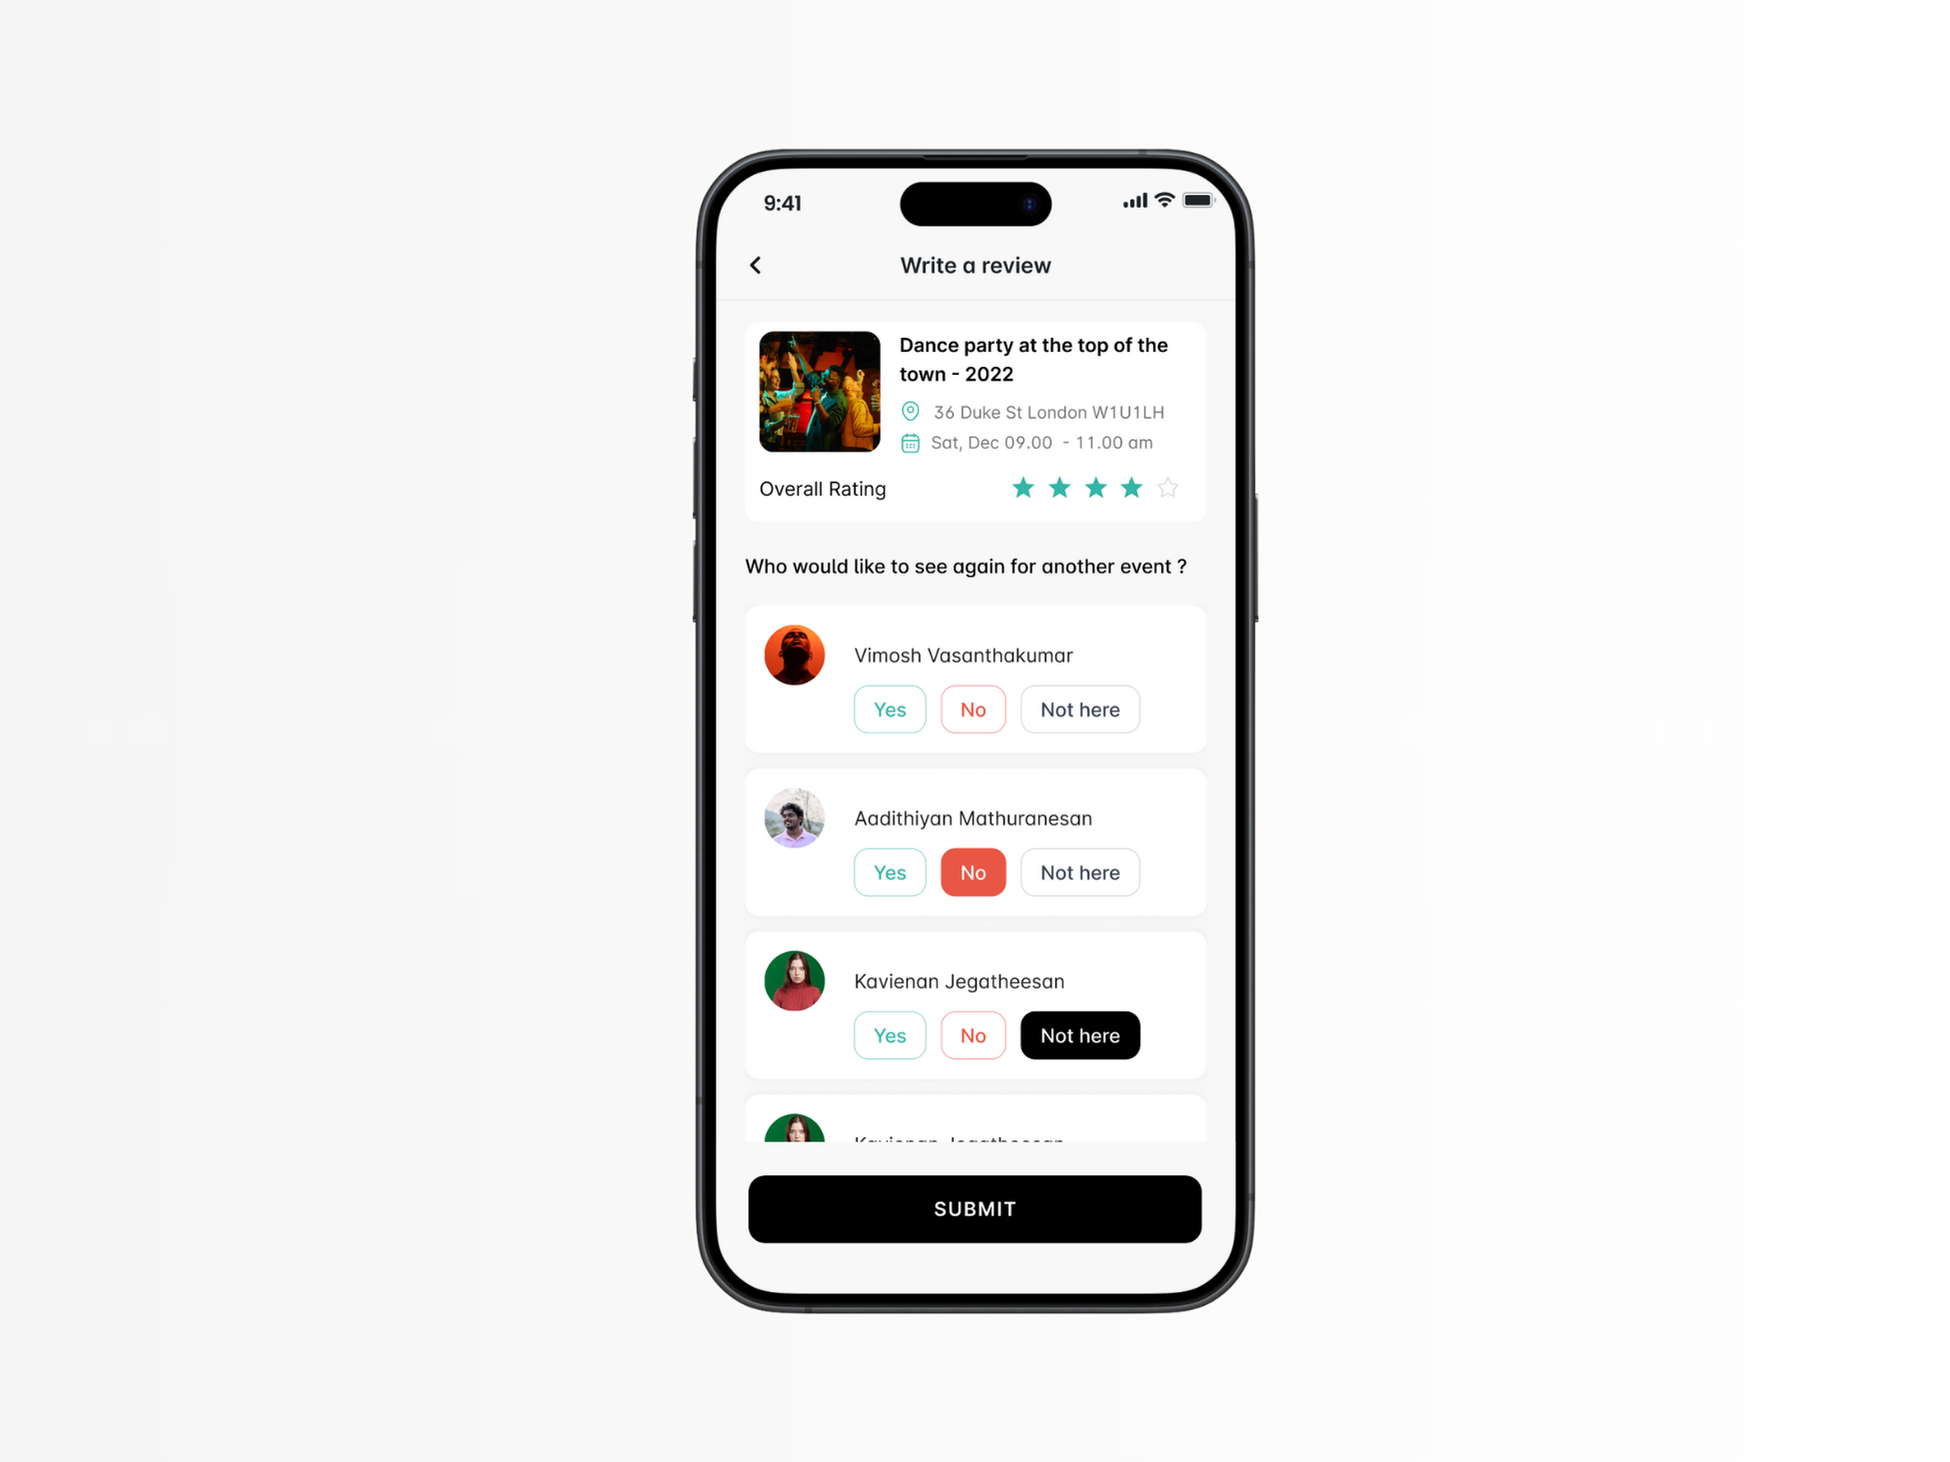 9:41
Write a review
Dance party at the top of the
town - 2022
36 Duke St London W1U1LH
Sat, Dec 09.00 - 11.00 am
Overall Rating
Who would like to see again for another event ?
Vimosh Vasanthakumar
Yes No Not here
Aadithiyan Mathuranesan
Yes No Not here
Kavienan Jegatheesan
Yes No Not here
Kavienan Jegatheesan
SUBMIT